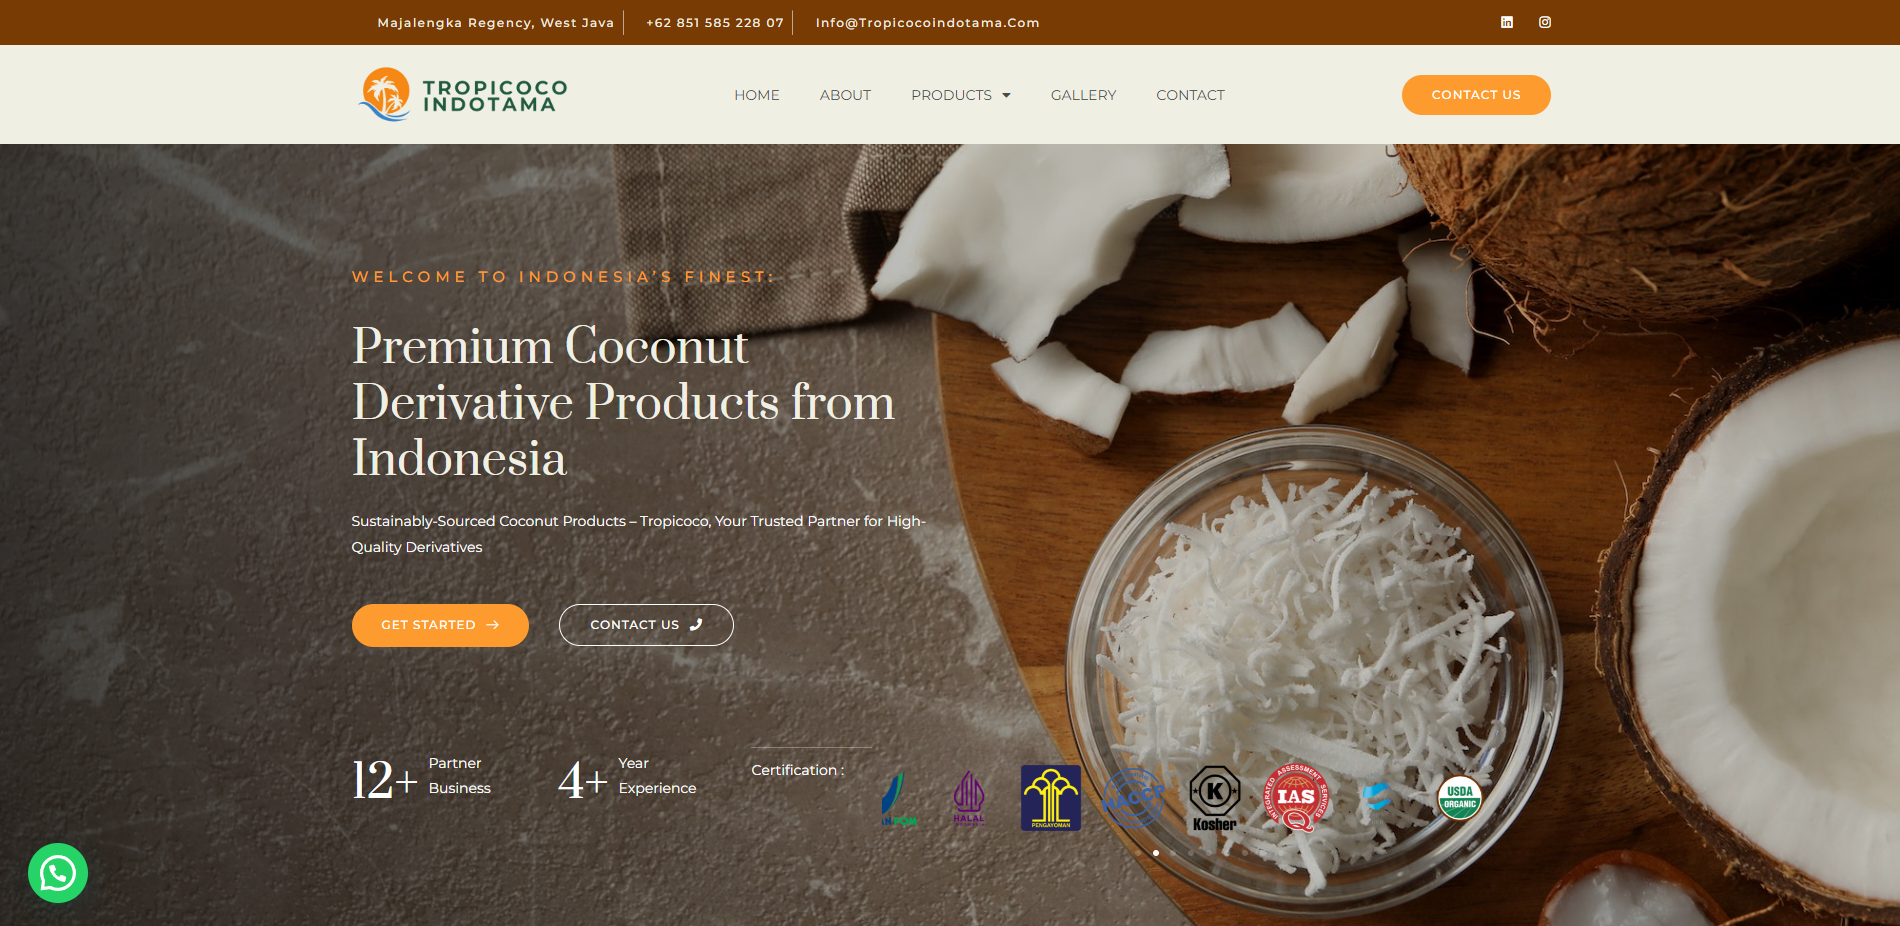 Majalengka Regency, West Java
+62 851 585 228 07
Info@Tropicocoindotama.Com
TROPICOCO
INDOTAMA
HOME
ABOUT
PRODUCTS
GALLERY
CONTACT
CONTACT US
WELCOME TO INDONESIA'S FINEST:
Premium Coconut
Derivative Products from
Indonesia
Sustainably-Sourced Coconut Products – Tropicoco, Your Trusted Partner for High-
Quality Derivatives
GET STARTED
CONTACT US
12+
Partner
Business
4+
Year
Experience
Certification :
HALAL
PENGAYOMAN
HACCP
K
Kosher
INTEGRATED ASSESSMENT SERVICES
IAS
Q
USDA
ORGANIC